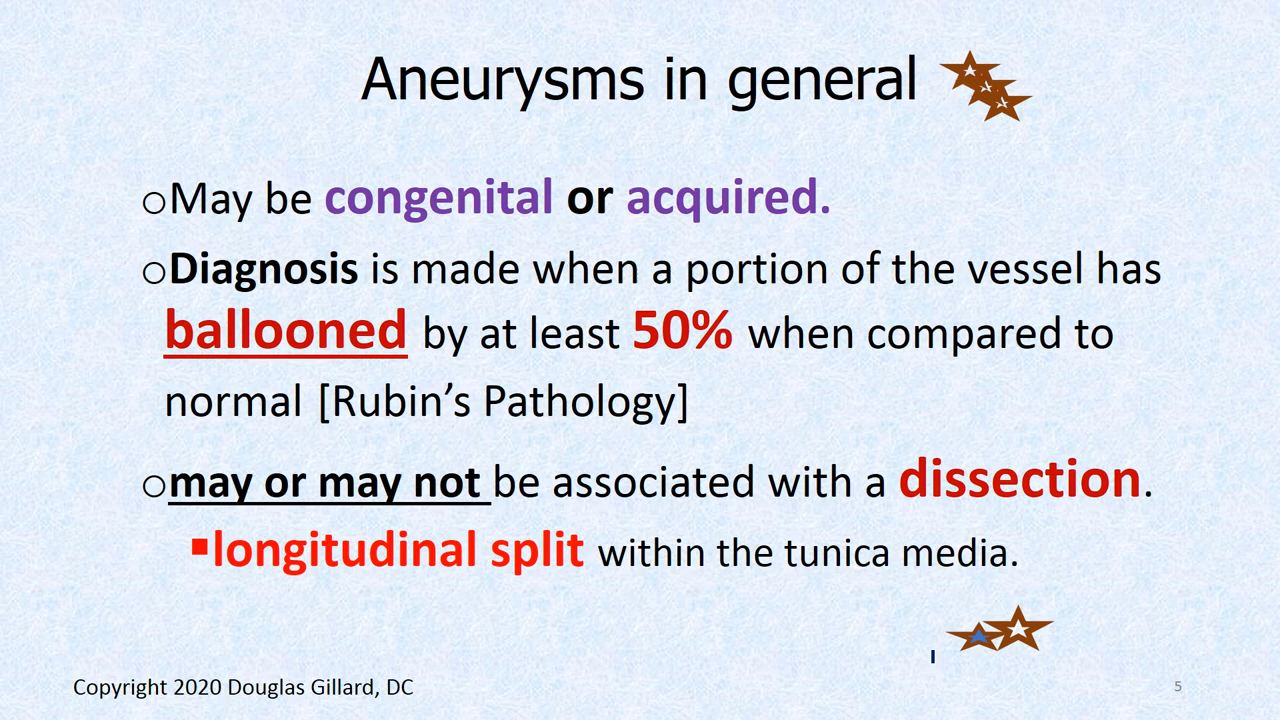 Aneurysms in general
oMay be congenital or acquired.
oDiagnosis is made when a portion of the vessel has
ballooned by at least 50% when compared to
normal [Rubin’s Pathology]
omay or may not be associated with a dissection.
▪longitudinal split within the tunica media.
Copyright 2020 Douglas Gillard, DC
5